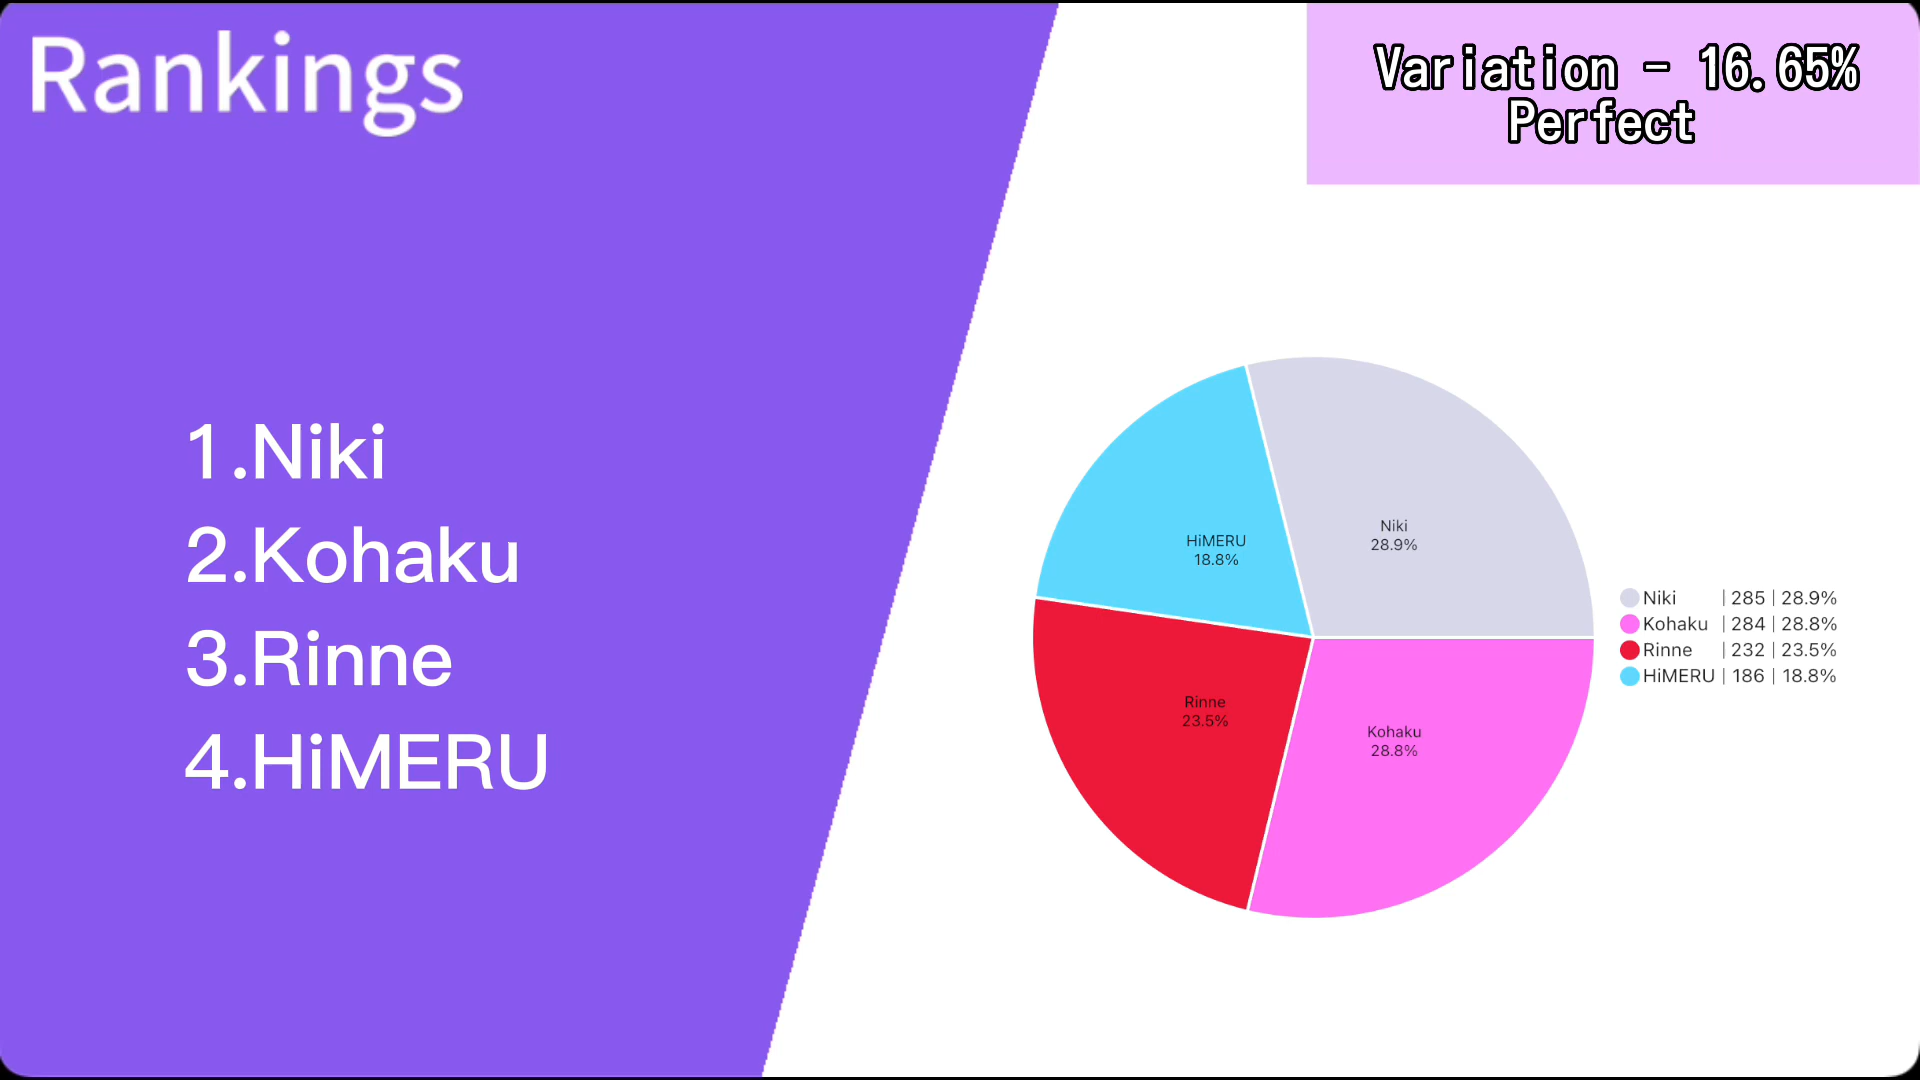 Rankings
Variation - 16.65%
Perfect
1.Niki
2.Kohaku
3.Rinne
4.HiMERU
Niki
28.9%
HiMERU
18.8%
Rinne
23.5%
Kohaku
28.8%
Niki | 285 | 28.9%
Kohaku | 284 | 28.8%
Rinne | 232 | 23.5%
HiMERU | 186 | 18.8%